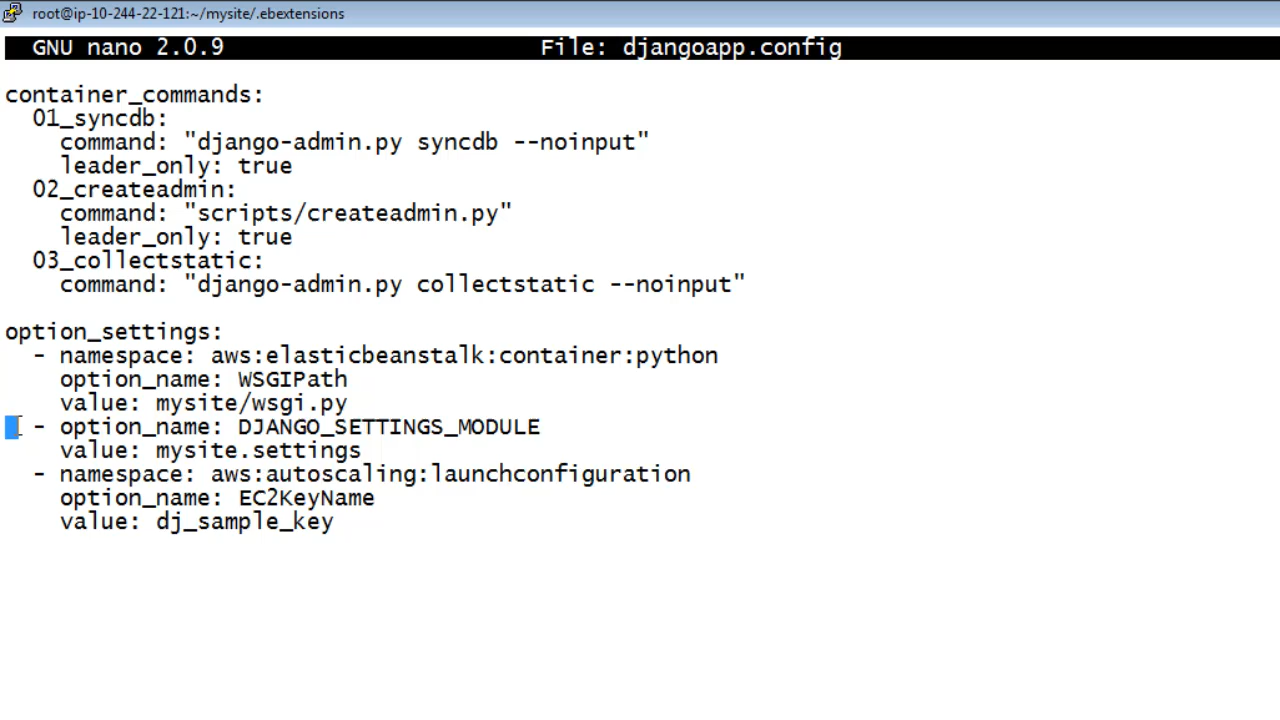 root@ip-10-244-22-121:~/mysite/.ebextensions
GNU nano 2.0.9 File: djangoapp.config
container_commands:
01_syncdb:
command: "django-admin.py syncdb --noinput"
leader_only: true
02_createadmin:
command: "scripts/createadmin.py"
leader_only: true
03_collectstatic:
command: "django-admin.py collectstatic --noinput"
option_settings:
- namespace: aws:elasticbeanstalk:container:python
option_name: WSGIPath
value: mysite/wsgi.py
- option_name: DJANGO_SETTINGS_MODULE
value: mysite.settings
- namespace: aws:autoscaling:launchconfiguration
option_name: EC2KeyName
value: dj_sample_key